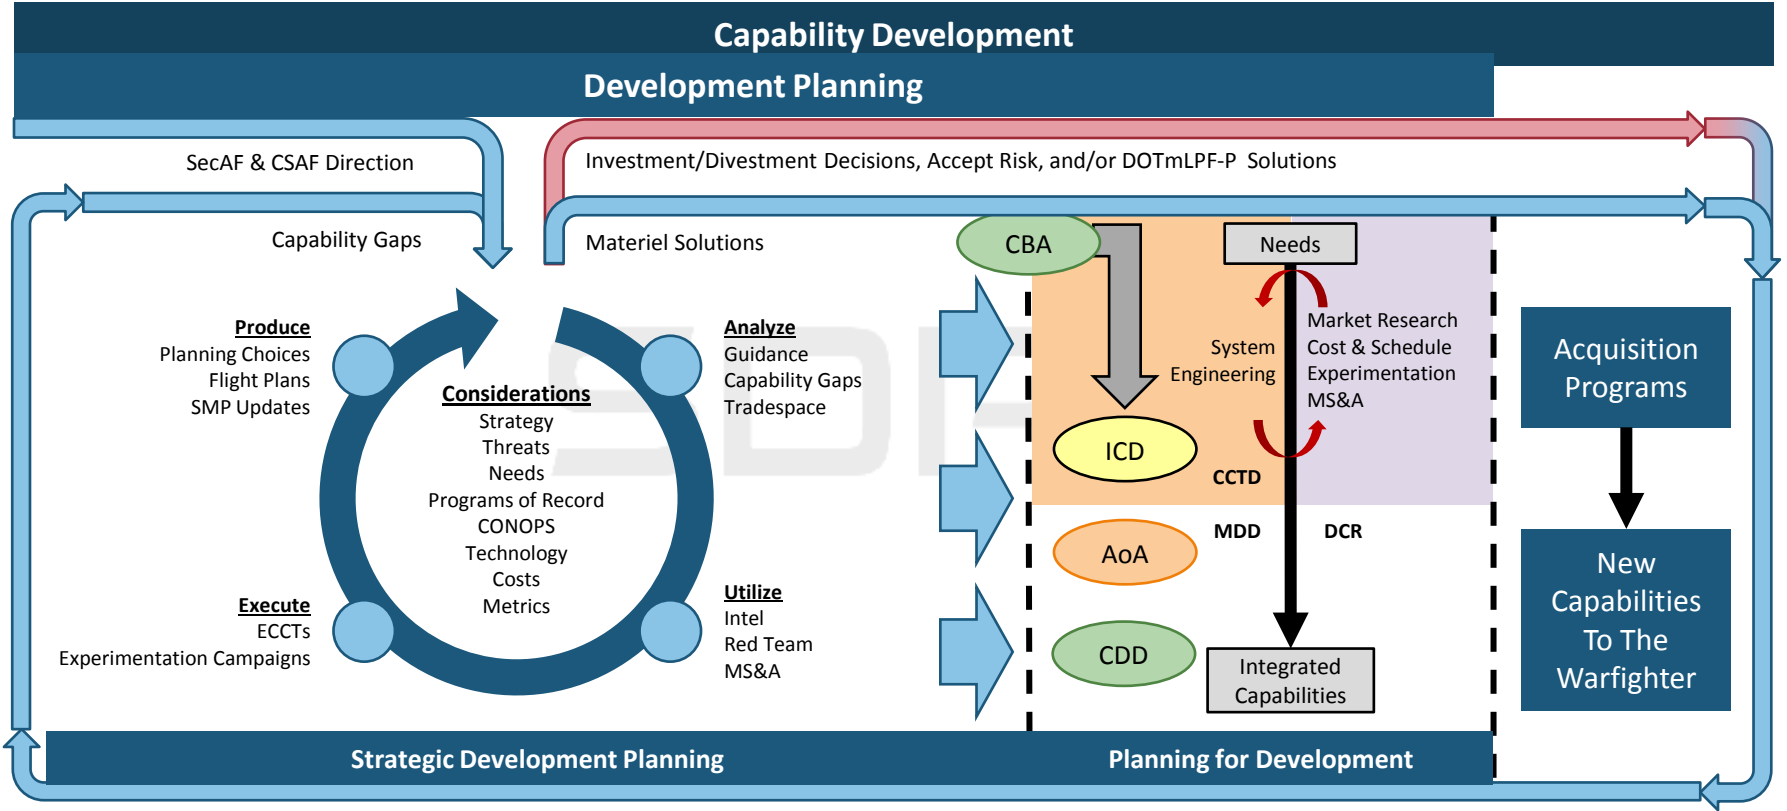 Capability Development
Development Planning
SecAF & CSAF Direction
Investment/Divestment Decisions, Accept Risk, and/or DOTmLPF-P Solutions
Capability Gaps
Materiel Solutions
Produce
Planning Choices
Flight Plans
SMP Updates
Analyze
Guidance
Capability Gaps
Tradespace
Considerations
Strategy
Threats
Needs
Programs of Record
CONOPS
Technology
Costs
Metrics
Execute
ECCTs
Experimentation Campaigns
Utilize
Intel
Red Team
MS&A
CBA
ICD
AoA
CDD
Needs
System
Engineering
Market Research
Cost & Schedule
Experimentation
MS&A
CCTD
MDD
DCR
Integrated
Capabilities
Acquisition
Programs
New
Capabilities
To The
Warfighter
Strategic Development Planning
Planning for Development